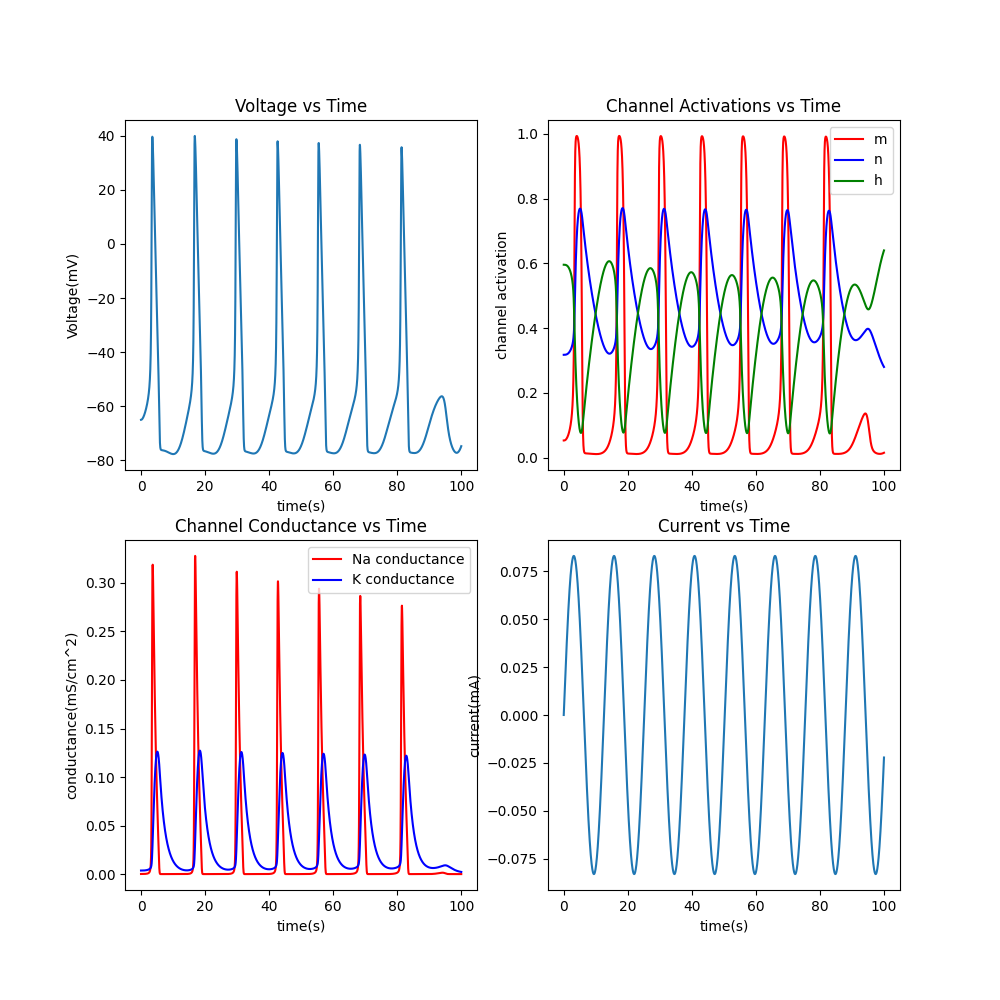 Voltage vs Time
Voltage(mV)
40
20
0
−20
−40
−60
−80
0 20 40 60 80 100
time(s)
Channel Activations vs Time
channel activation
1.0
0.8
0.6
0.4
0.2
0.0
m
n
h
0 20 40 60 80 100
time(s)
Channel Conductance vs Time
conductance(mS/cm^2)
0.30
0.25
0.20
0.15
0.10
0.05
0.00
Na conductance
K conductance
0 20 40 60 80 100
time(s)
Current vs Time
current(mA)
0.075
0.050
0.025
0.000
−0.025
−0.050
−0.075
0 20 40 60 80 100
time(s)